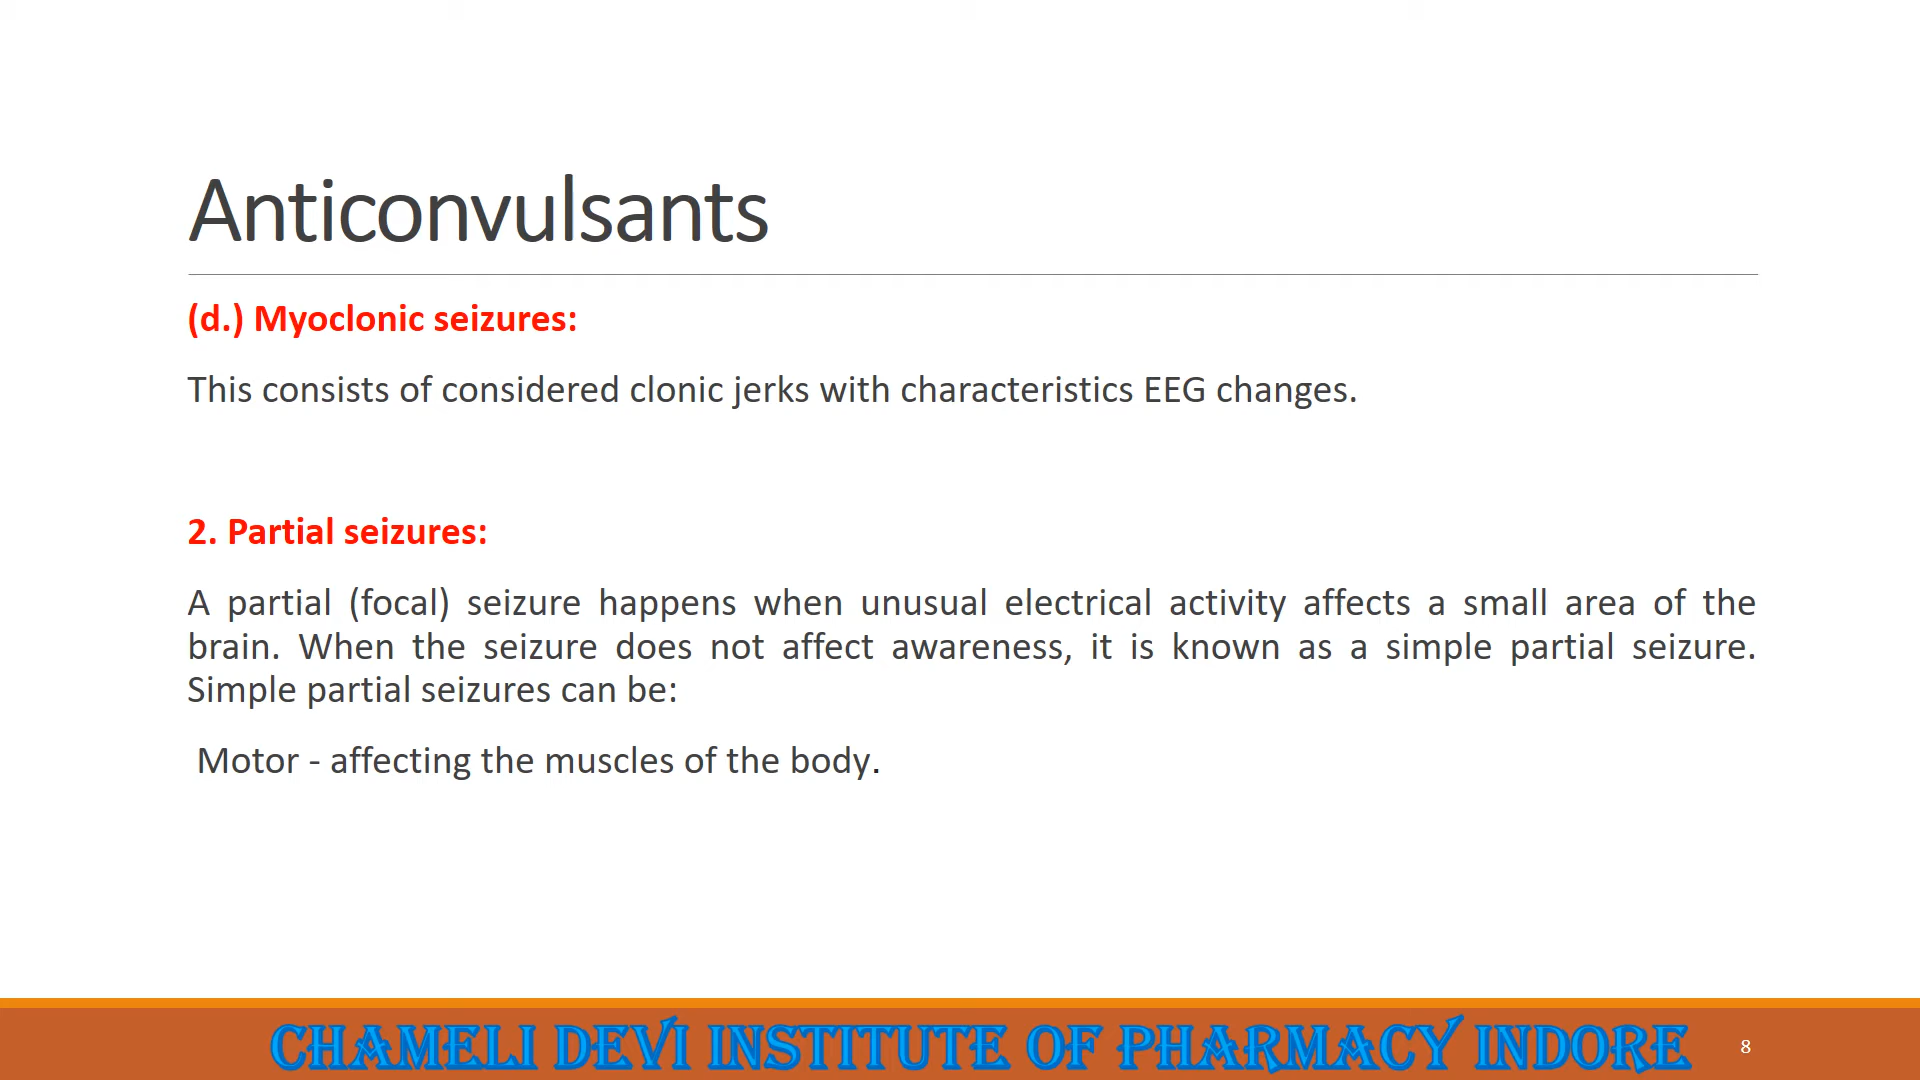 Anticonvulsants
(d.) Myoclonic seizures:
This consists of considered clonic jerks with characteristics EEG changes.
2. Partial seizures:
A partial (focal) seizure happens when unusual electrical activity affects a small area of the
brain. When the seizure does not affect awareness, it is known as a simple partial seizure.
Simple partial seizures can be:
Motor - affecting the muscles of the body.
CHAMELI DEVI INSTITUTE OF PHARMACY INDORE
8